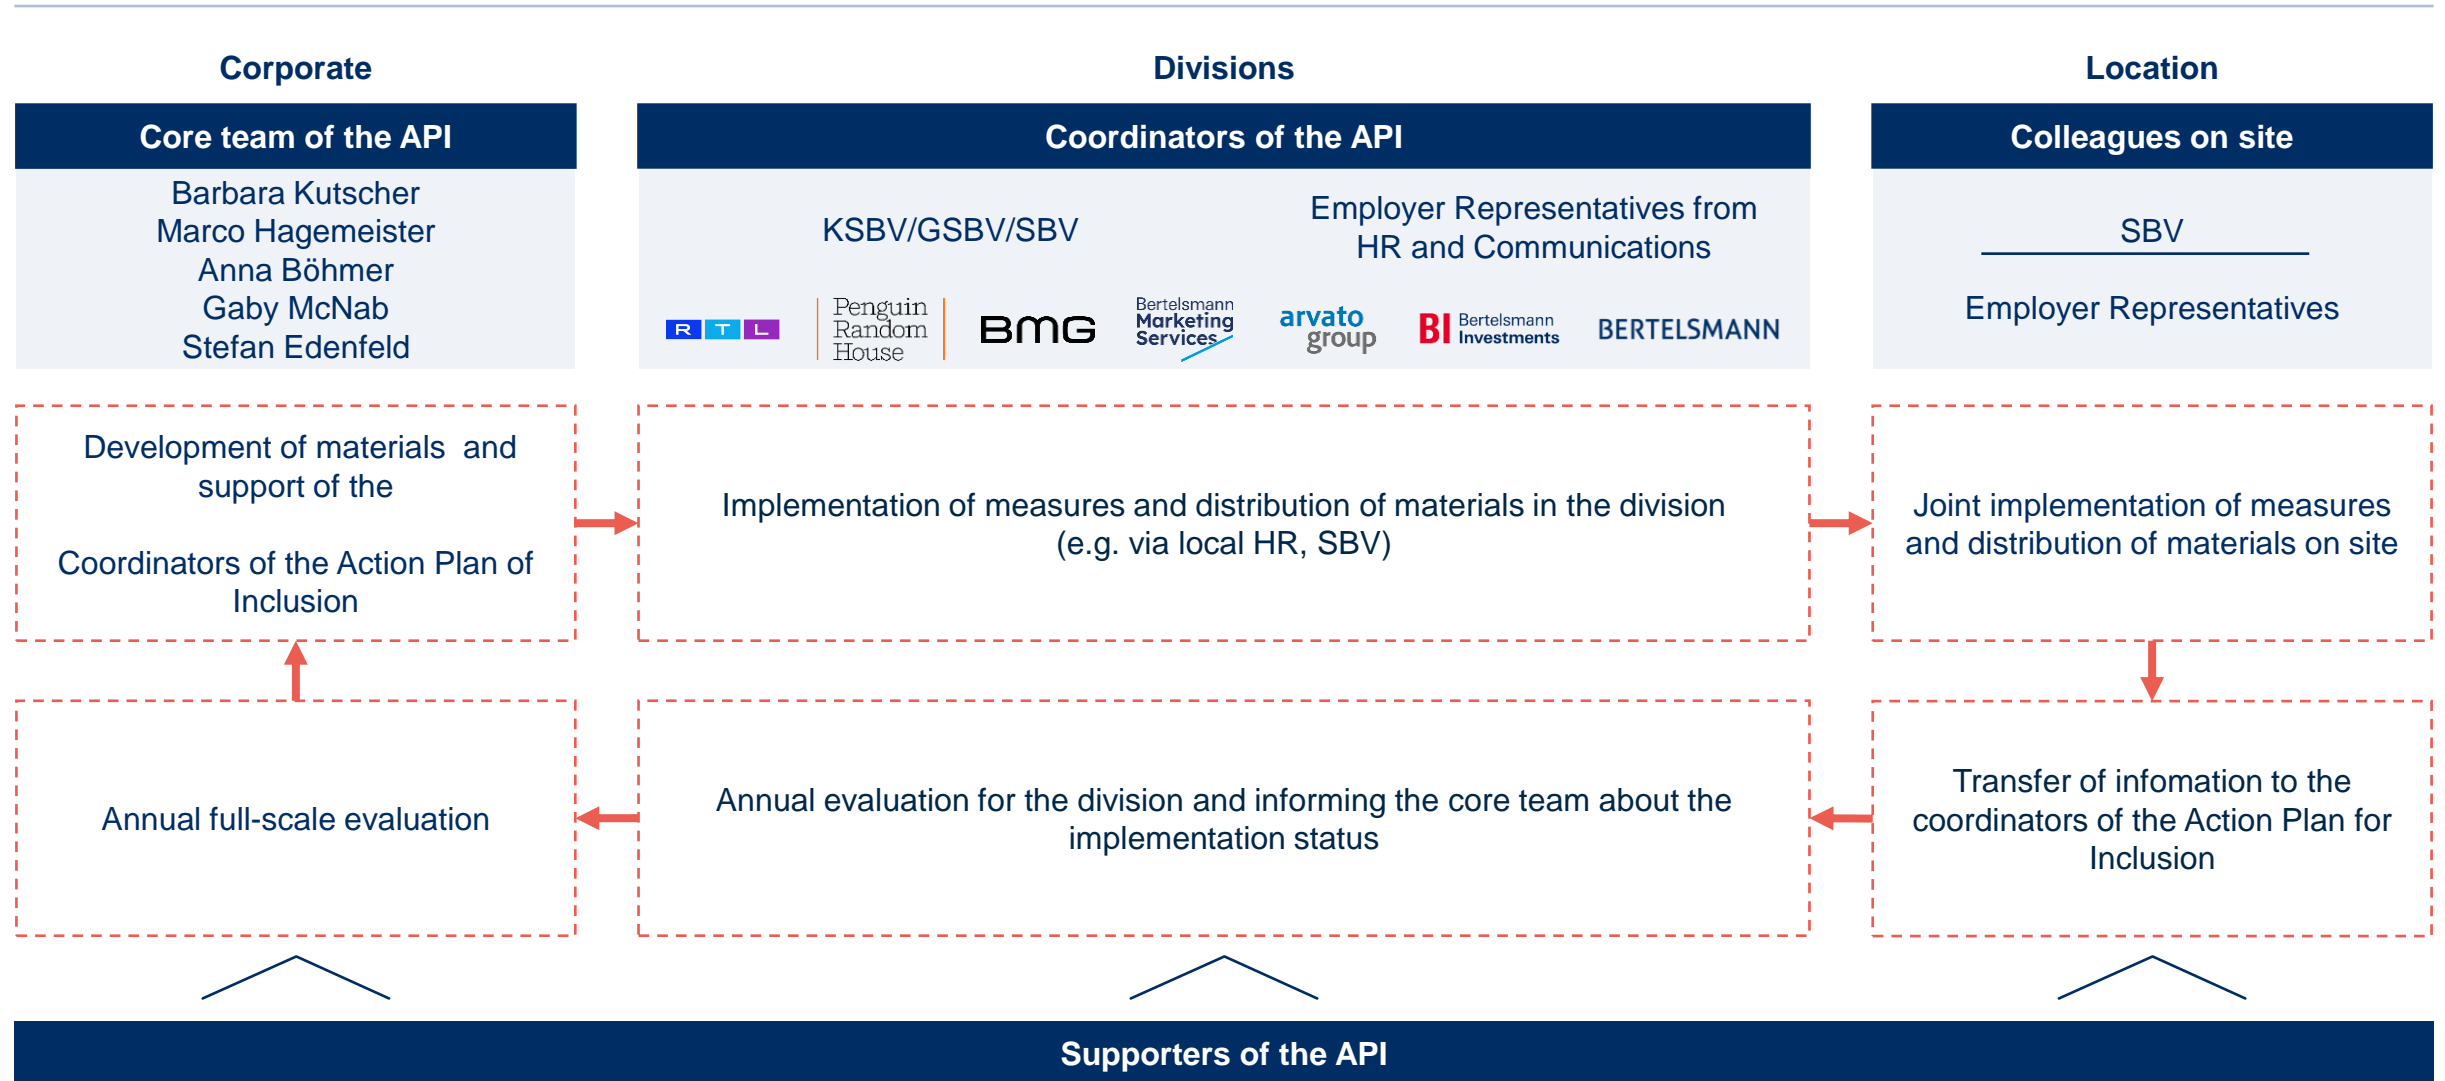 Corporate
Core team of the API
Barbara Kutscher
Marco Hagemeister
Anna Böhmer
Gaby McNab
Stefan Edenfeld
Divisions
Coordinators of the API
KSBV/GSBV/SBV
Employer Representatives from
HR and Communications
RTL
Penguin
Random
House
BMG
Bertelsmann
Marketing
Services
arvato
group
BI Bertelsmann
Investments
BERTELSMANN
Location
Colleagues on site
SBV
Employer Representatives
Development of materials  and
support of the
Coordinators of the Action Plan of
Inclusion
Implementation of measures and distribution of materials in the division
(e.g. via local HR, SBV)
Joint implementation of measures
and distribution of materials on site
Annual full-scale evaluation
Annual evaluation for the division and informing the core team about the
implementation status
Transfer of infomation to the
coordinators of the Action Plan for
Inclusion
Supporters of the API